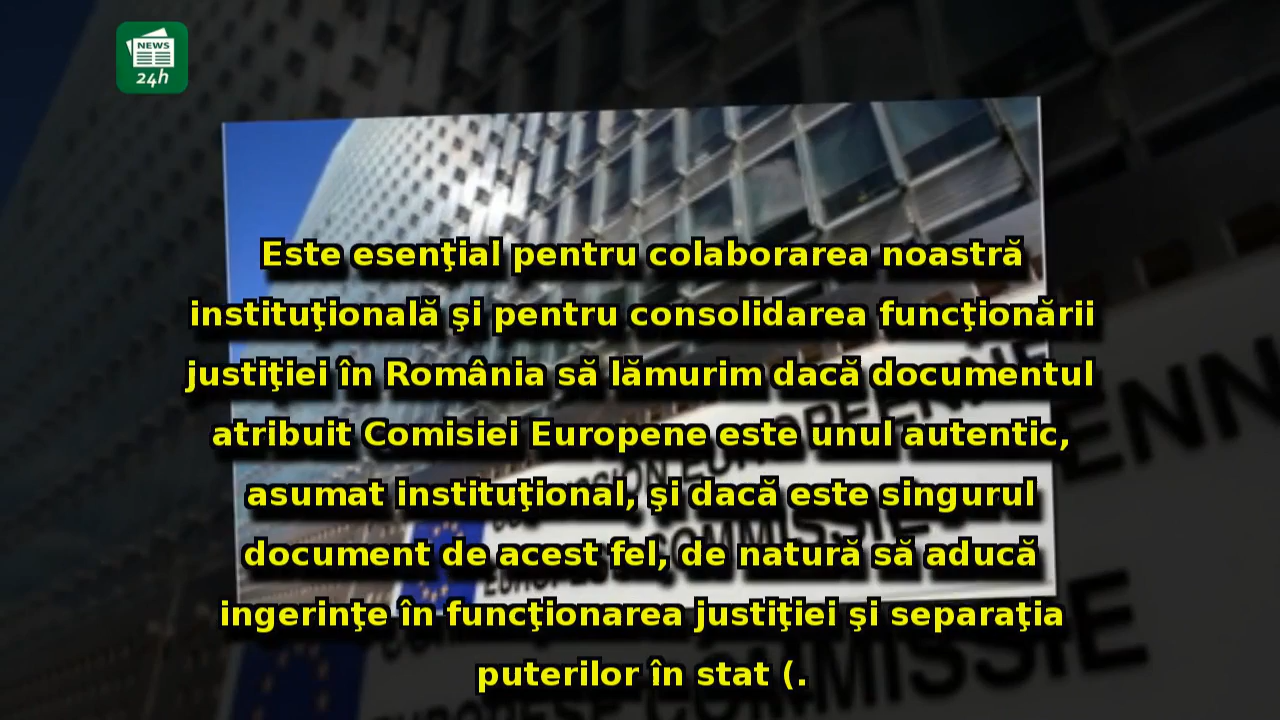 NEWS
24h
Este esenţial pentru colaborarea noastră
instituţională şi pentru consolidarea funcţionării
justiţiei în România să lămurim dacă documentul
atribuit Comisiei Europene este unul autentic,
asumat instituţional, şi dacă este singurul
document de acest fel, de natură să aducă
ingerinţe în funcţionarea justiţiei şi separaţia
puterilor în stat (.
COMMISSIE